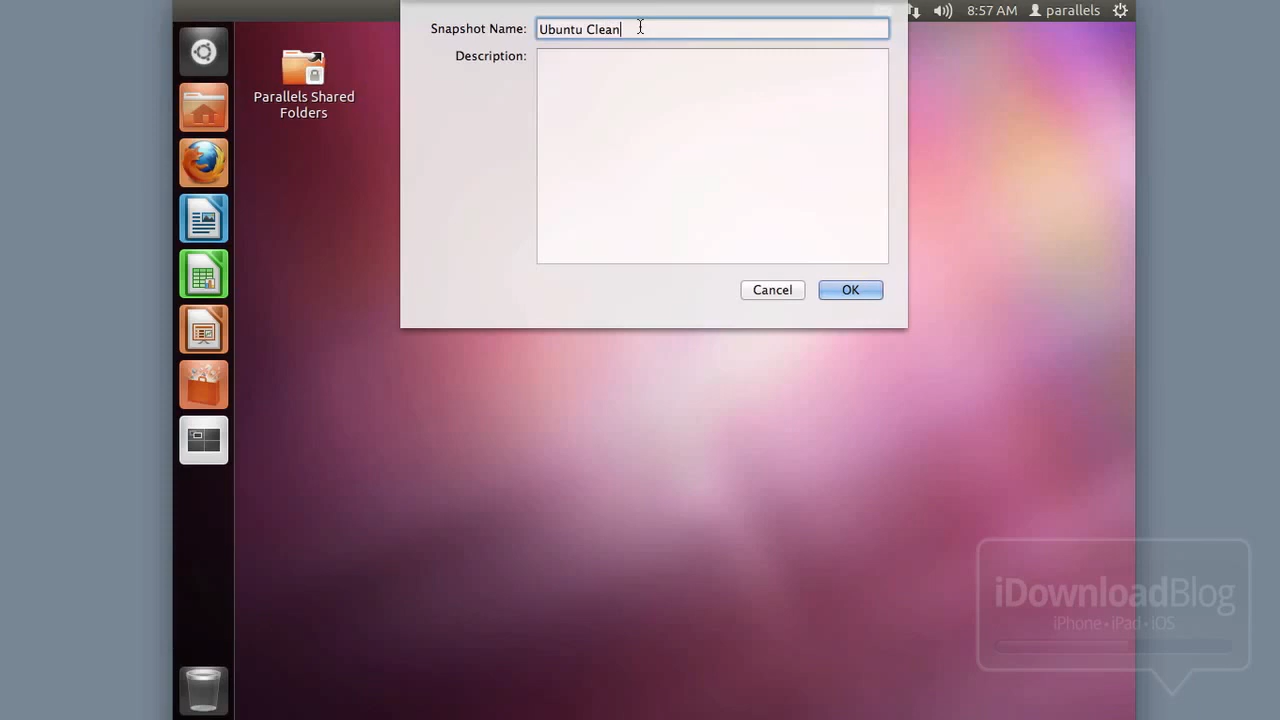 8:57 AM parallels
Snapshot Name: Ubuntu Clean
Description:
Parallels Shared
Folders
Cancel OK
iDownloadBlog
iPhone • iPad • iOS